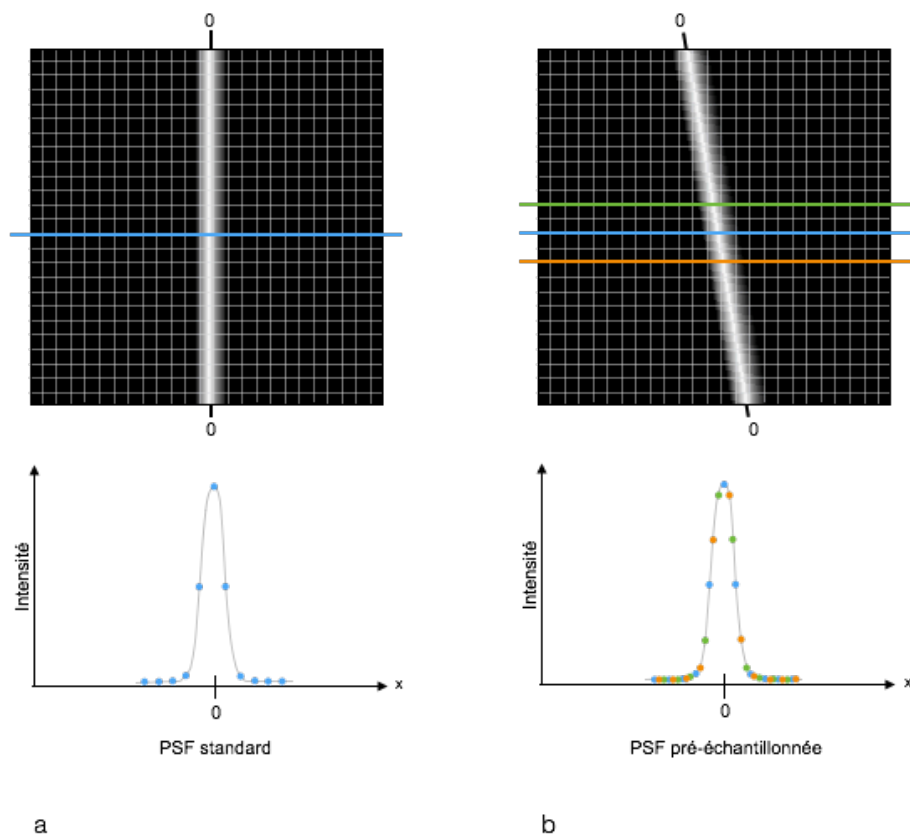 0
0
0
0
Intensité
x
0
PSF standard
Intensité
x
0
PSF pré-échantillonnée
a
b